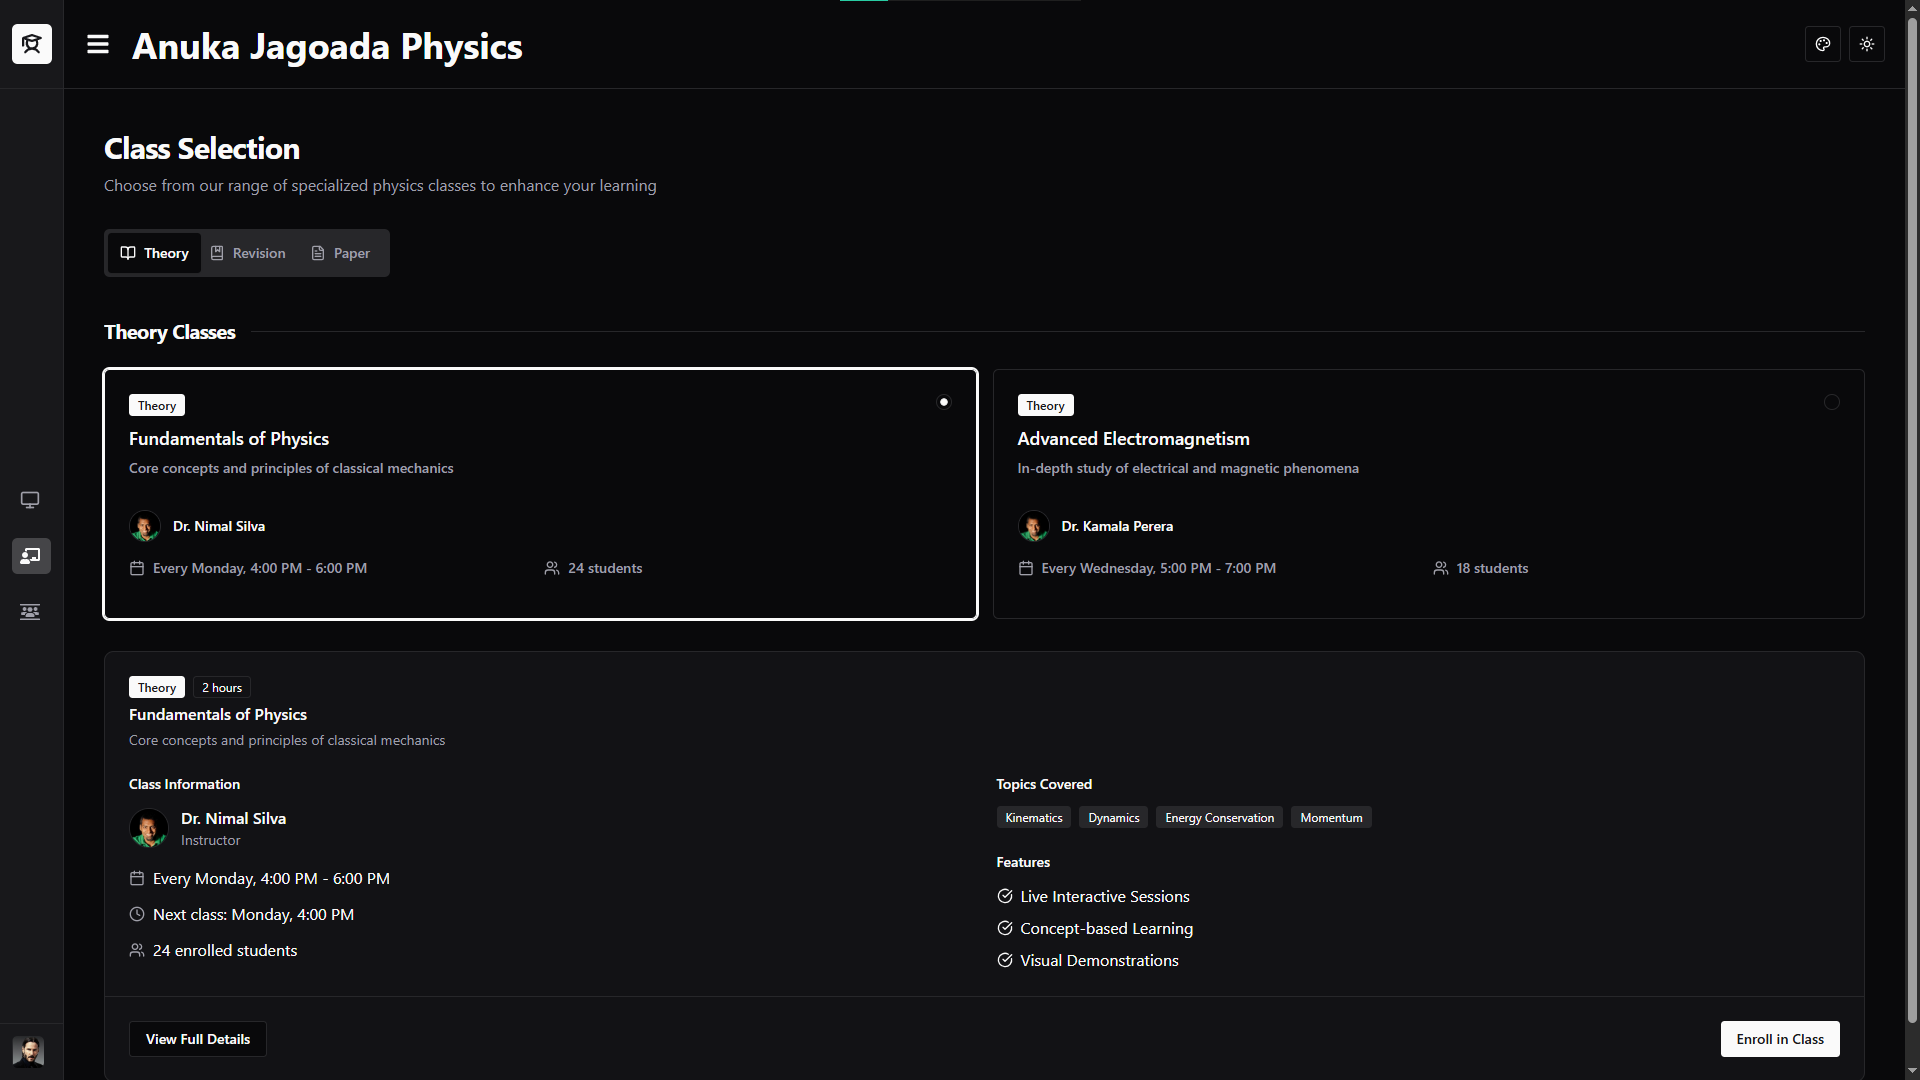 Anuka Jagoada Physics
Class Selection
Choose from our range of specialized physics classes to enhance your learning
Theory Revision Paper
Theory Classes
Theory
Fundamentals of Physics
Core concepts and principles of classical mechanics
Dr. Nimal Silva
Every Monday, 4:00 PM - 6:00 PM 24 students
Theory
Advanced Electromagnetism
In-depth study of electrical and magnetic phenomena
Dr. Kamala Perera
Every Wednesday, 5:00 PM - 7:00 PM 18 students
Theory 2 hours
Fundamentals of Physics
Core concepts and principles of classical mechanics
Class Information
Dr. Nimal Silva
Instructor
Every Monday, 4:00 PM - 6:00 PM
Next class: Monday, 4:00 PM
24 enrolled students
Topics Covered
Kinematics Dynamics Energy Conservation Momentum
Features
Live Interactive Sessions
Concept-based Learning
Visual Demonstrations
View Full Details Enroll in Class